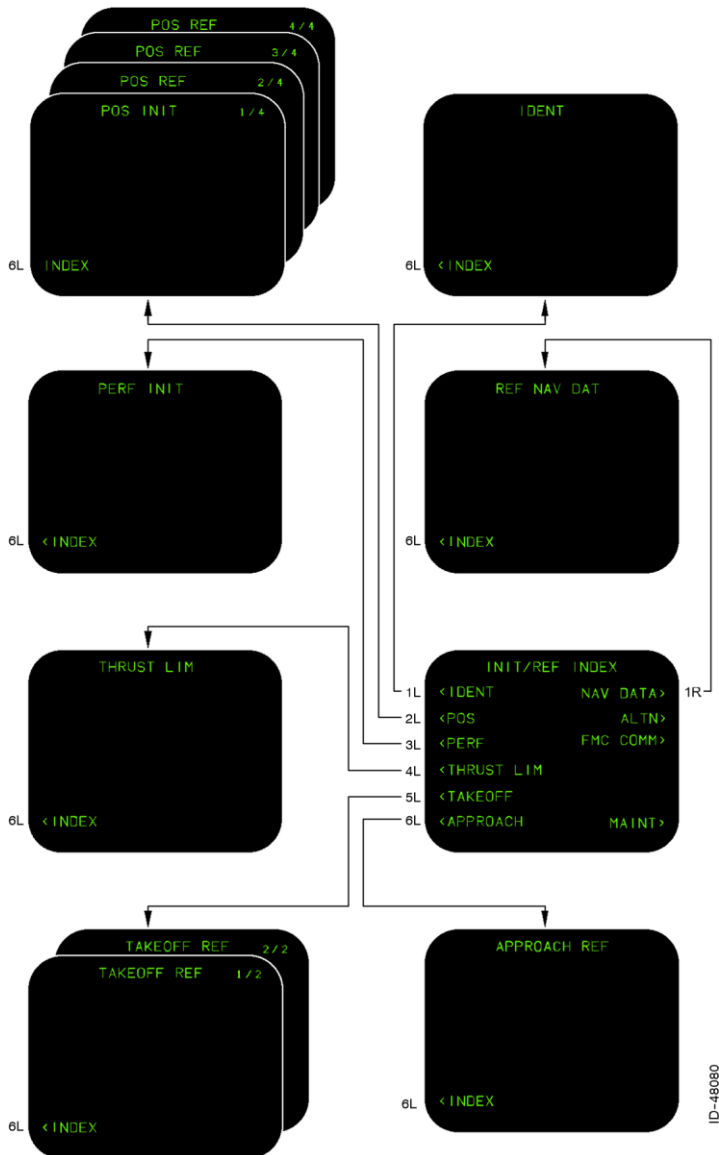 POS REF 4/4
POS REF 3/4
POS REF 2/4
POS INIT 1/4
6L INDEX
IDENT
6L <INDEX
PERF INIT
6L <INDEX
REF NAV DAT
6L <INDEX
THRUST LIM
6L <INDEX
INIT/REF INDEX
1L <IDENT NAV DATA> 1R
2L <POS ALTN>
3L <PERF FMC COMM>
4L <THRUST LIM
5L <TAKEOFF
6L <APPROACH MAINT>
TAKEOFF REF 2/2
TAKEOFF REF 1/2
6L <INDEX
APPROACH REF
6L <INDEX
ID-48080